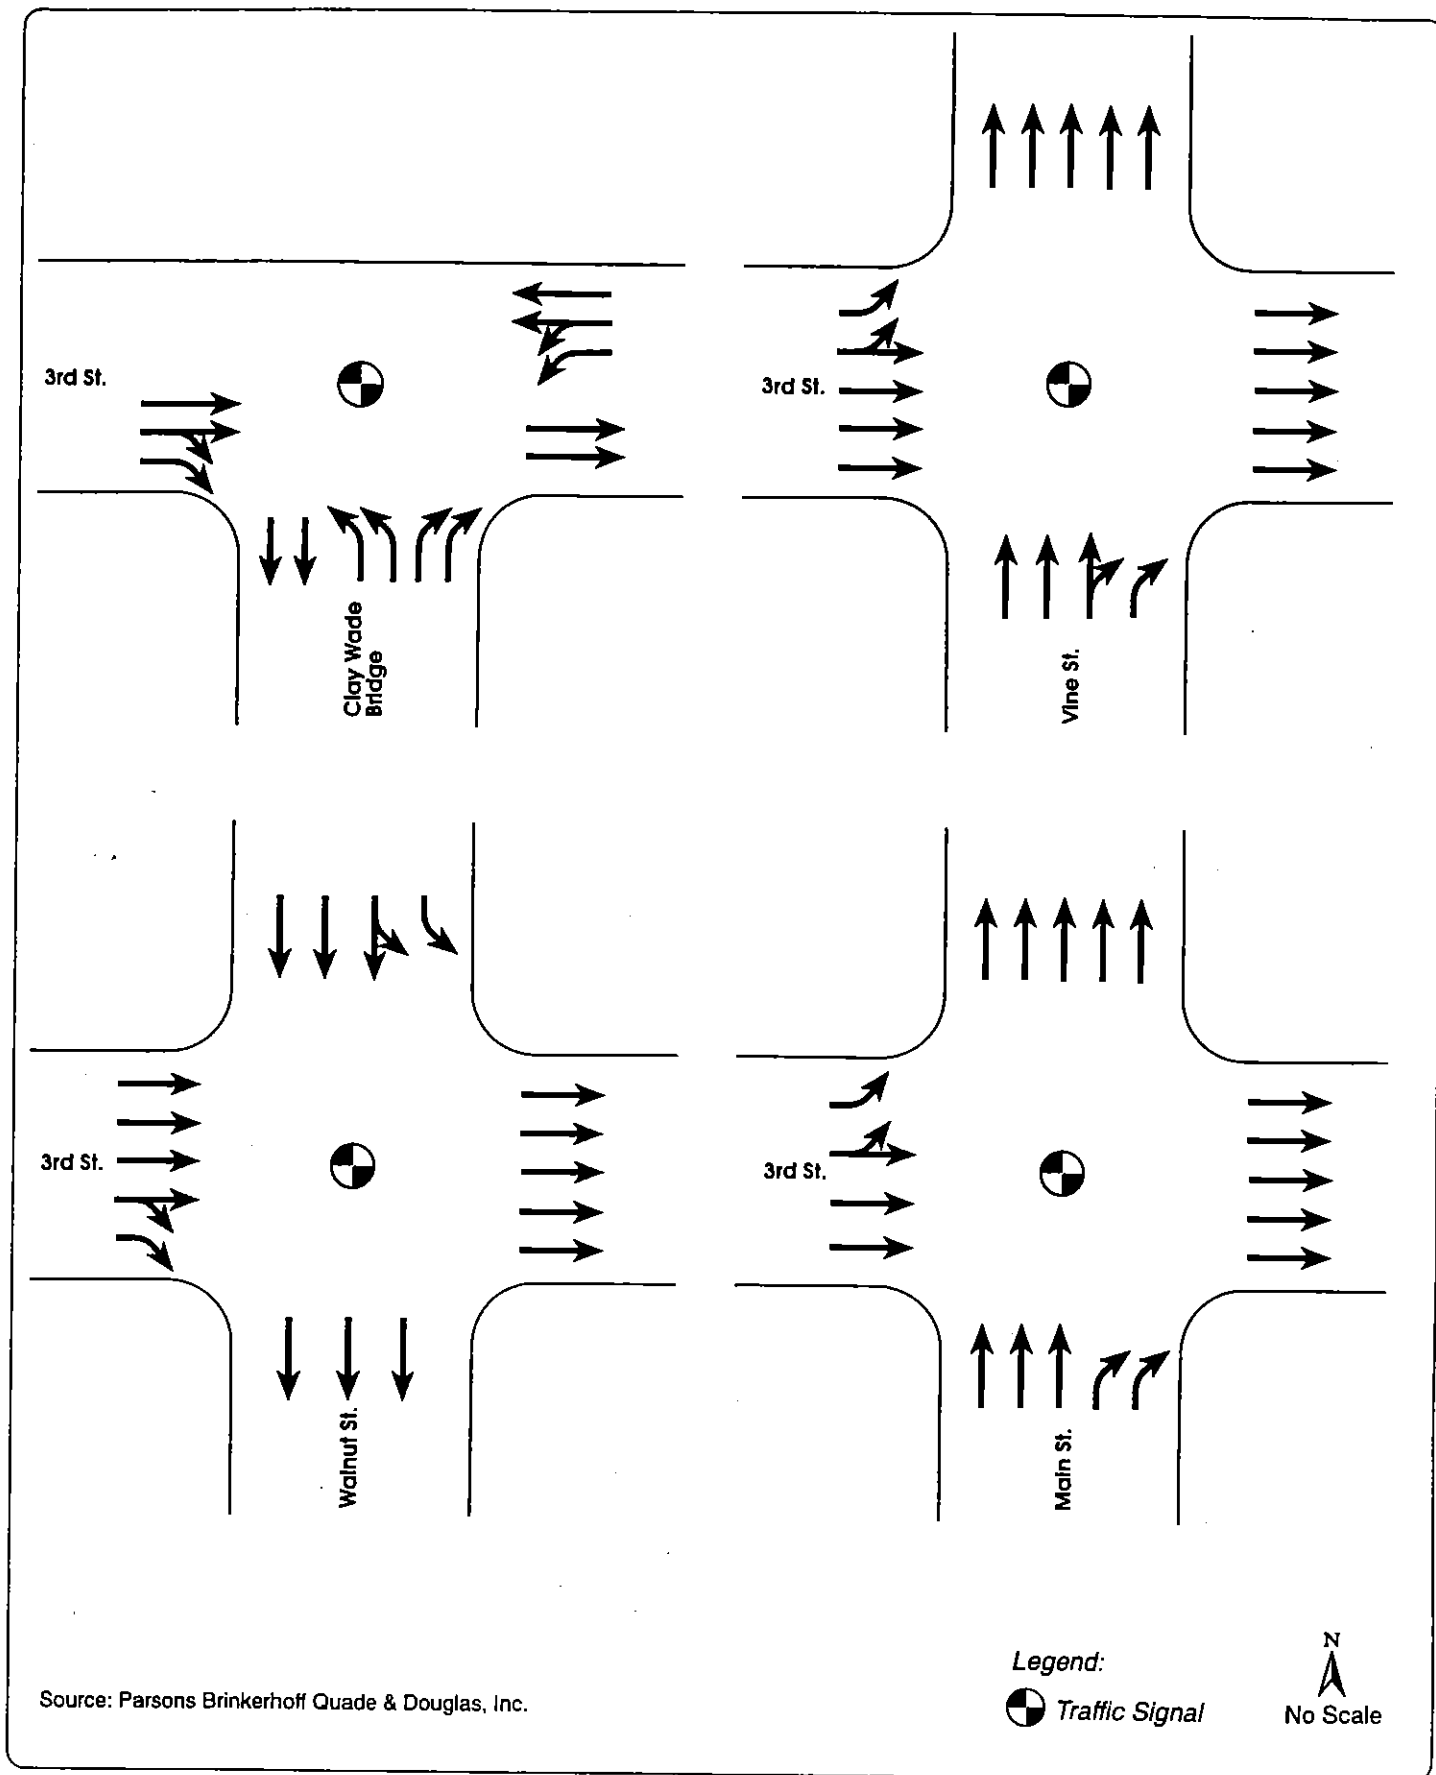 3rd St.
Clay Wade
Bridge
3rd St.
Vine St.
3rd St.
Walnut St.
3rd St.
Main St.
Source: Parsons Brinkerhoff Quade & Douglas, Inc.
Legend:
Traffic Signal
N
No Scale